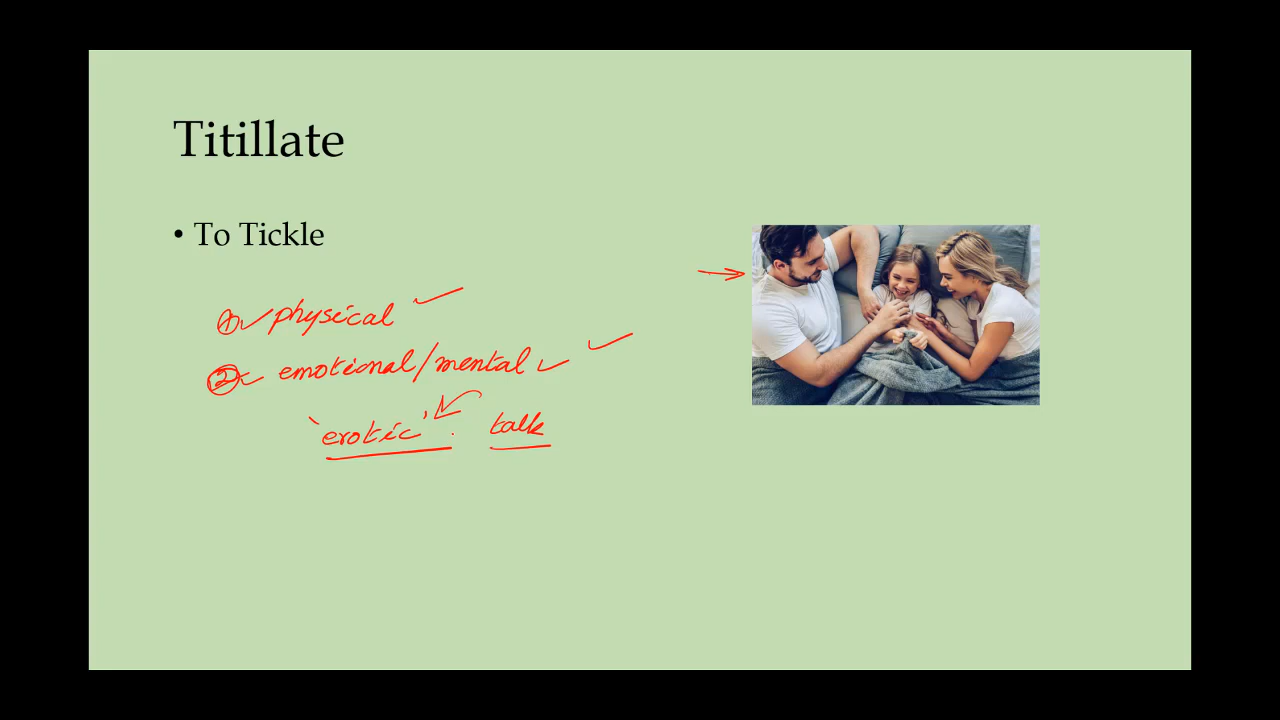 Titillate
• To Tickle
① physical
② emotional/mental
'erotic' talk